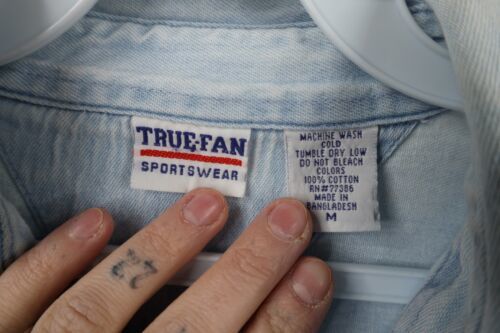 TRUE-FAN
SPORTSWEAR
MACHINE WASH
COLD
TUMBLE DRY LOW
DO NOT BLEACH
COLORS
100% COTTON
RN#77386
MADE IN
BANGLADESH
M
22